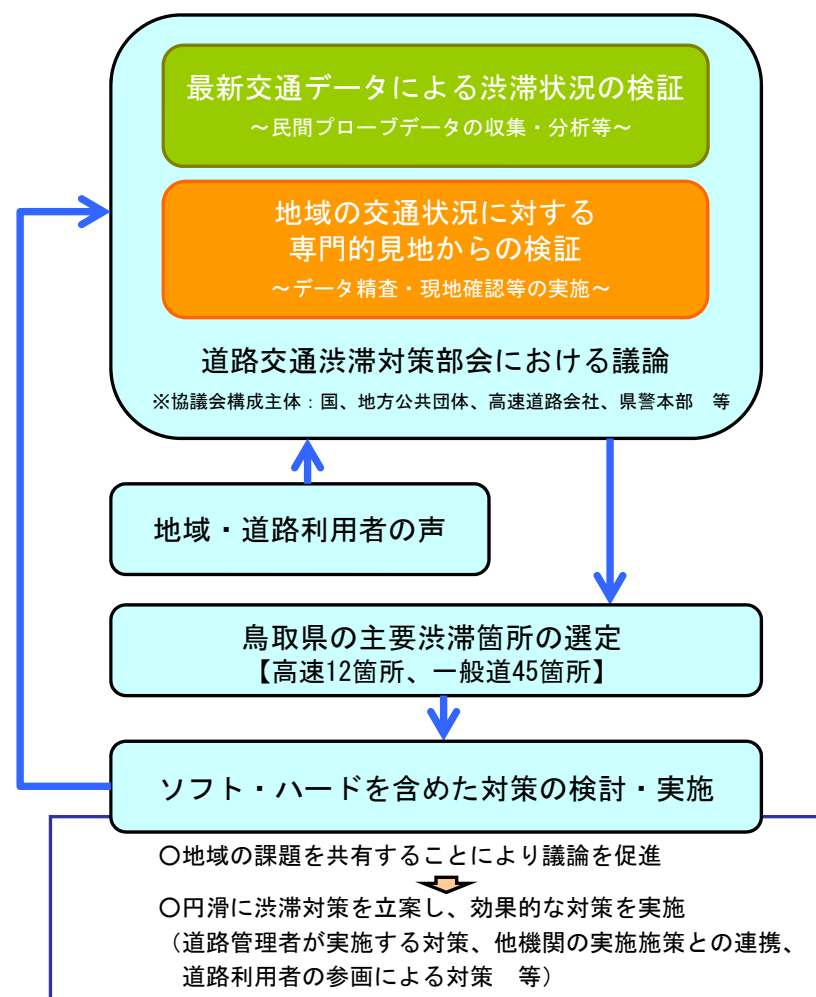 最新交通データによる渋滞状況の検証
～民間プローブデータの収集・分析等～
地域の交通状況に対する
専門的見地からの検証
～データ精査・現地確認等の実施～
道路交通渋滞対策部会における議論
※協議会構成主体：国、地方公共団体、高速道路会社、県警本部　等
地域・道路利用者の声
鳥取県の主要渋滞箇所の選定
【高速12箇所、一般道45箇所】
ソフト・ハードを含めた対策の検討・実施
○地域の課題を共有することにより議論を促進
○円滑に渋滞対策を立案し、効果的な対策を実施
（道路管理者が実施する対策、他機関の実施施策との連携、
道路利用者の参画による対策　等）